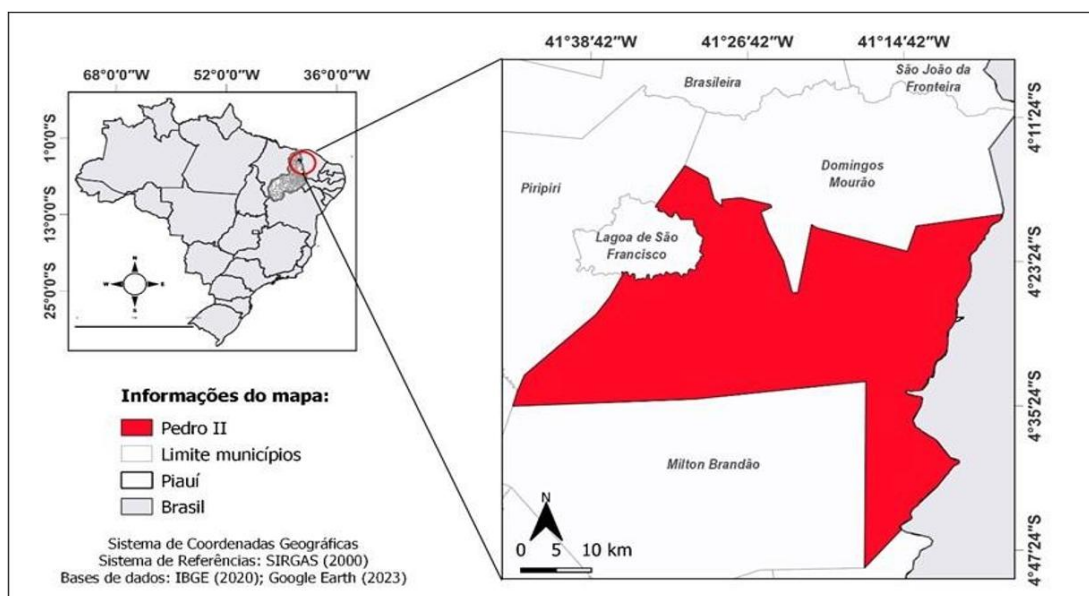 68°0'0"W 52°0'0"W 36°0'0"W
1°0'0"S
13°0'0"S
25°0'0"S
N
W E
S
Informações do mapa:
Pedro II
Limite municípios
Piauí
Brasil
Sistema de Coordenadas Geográficas
Sistema de Referências: SIRGAS (2000)
Bases de dados: IBGE (2020); Google Earth (2023)
41°38'42"W 41°26'42"W 41°14'42"W
4°11'24"S
4°23'24"S
4°35'24"S
4°47'24"S
Brasileira
São João da
Fronteira
Domingos
Mourão
Piripiri
Lagoa de São
Francisco
Milton Brandão
N
0 5 10 km